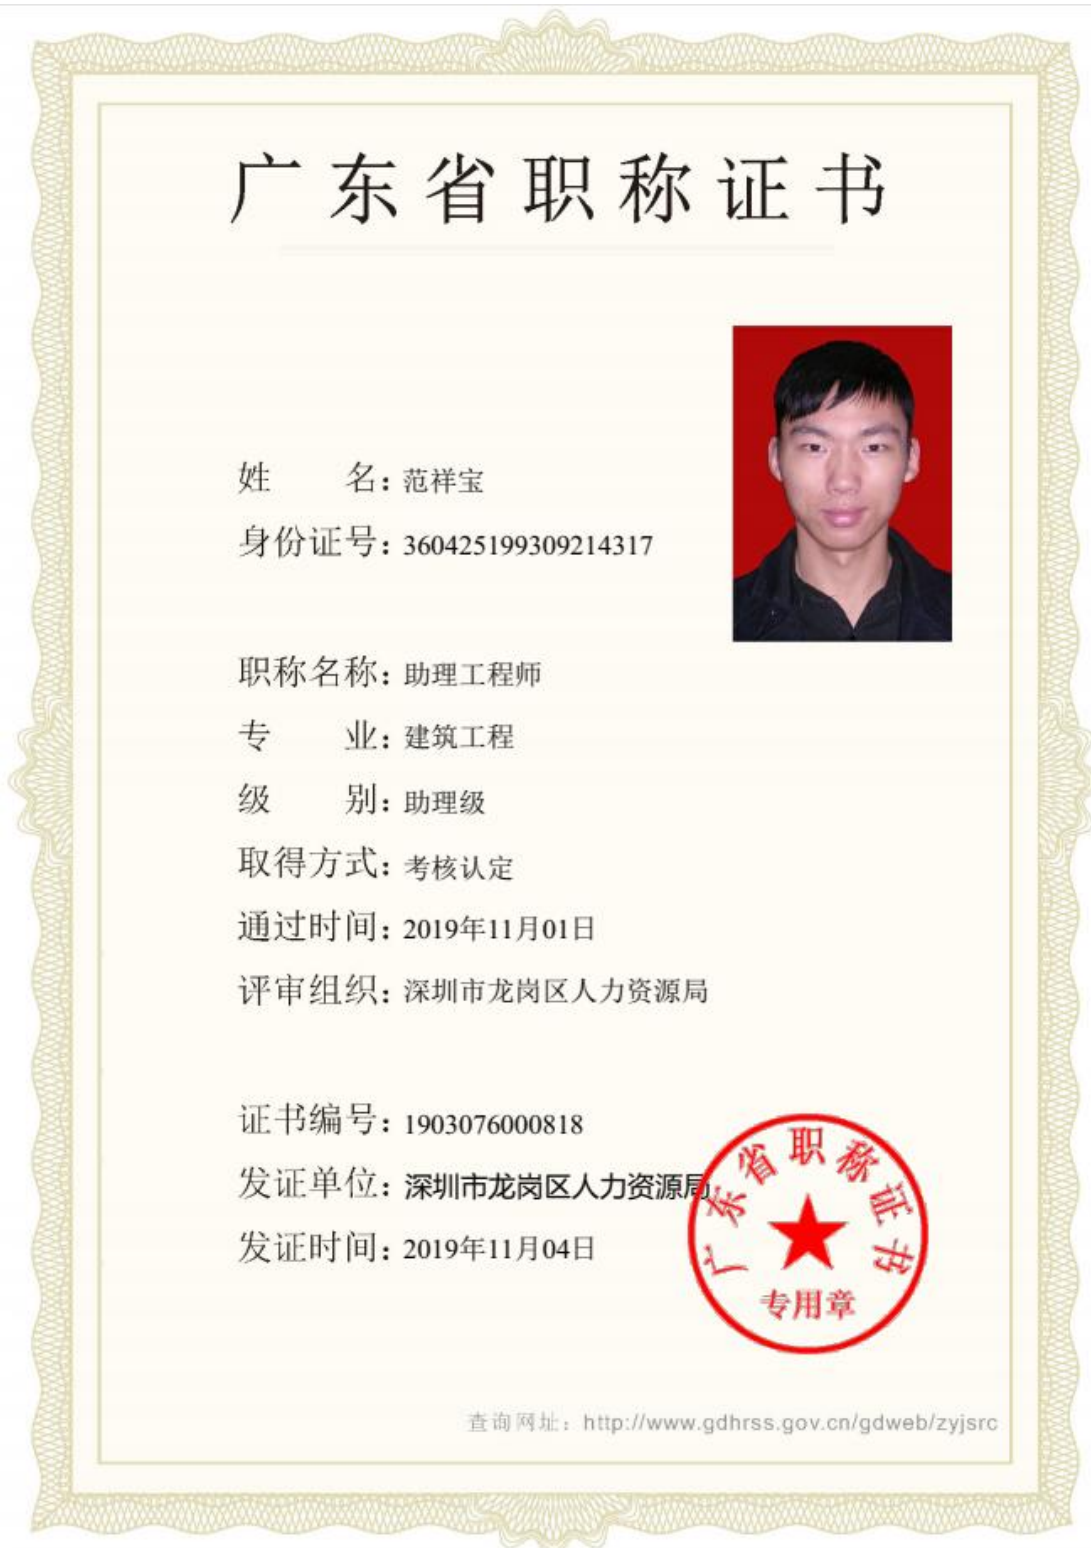 广东省职称证书
姓 名：范祥宝
身份证号：360425199309214317
职称名称：助理工程师
专 业：建筑工程
级 别：助理级
取得方式：考核认定
通过时间：2019年11月01日
评审组织：深圳市龙岗区人力资源局
证书编号：1903076000818
发证单位：深圳市龙岗区人力资源局
发证时间：2019年11月04日
广东省职称证书
专用章
查询网址：http://www.gdhrss.gov.cn/gdweb/zyjsrc